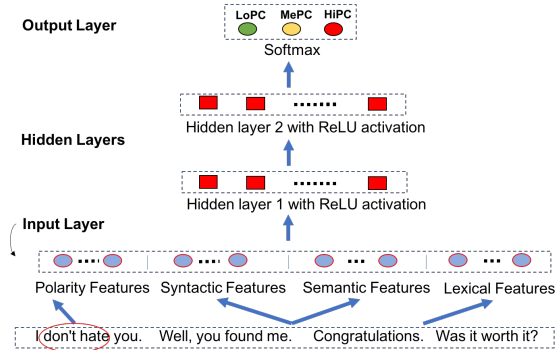 Output Layer
LoPC MePC HiPC
Softmax
Hidden layer 2 with ReLU activation
Hidden Layers
Hidden layer 1 with ReLU activation
Input Layer
Polarity Features Syntactic Features Semantic Features Lexical Features
I don't hate you. Well, you found me. Congratulations. Was it worth it?